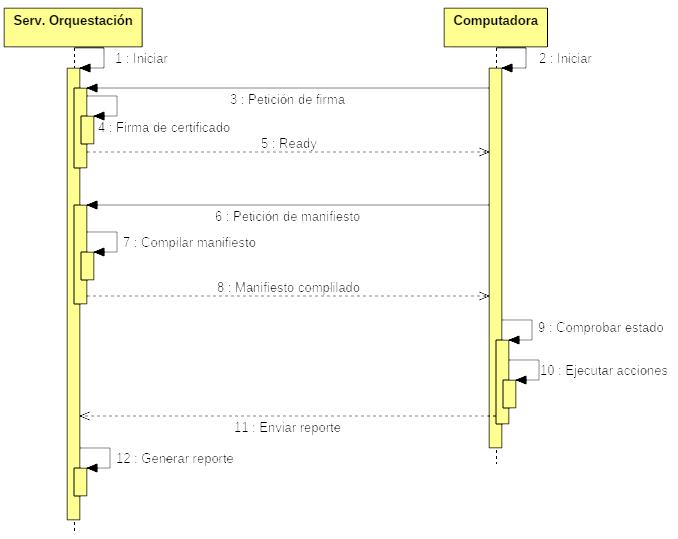 Serv. Orquestación
Computadora
1 : Iniciar
2 : Iniciar
3 : Petición de firma
4 : Firma de certificado
5 : Ready
6 : Petición de manifiesto
7 : Compilar manifiesto
8 : Manifiesto complilado
9 : Comprobar estado
10 : Ejecutar acciones
11 : Enviar reporte
12 : Generar reporte